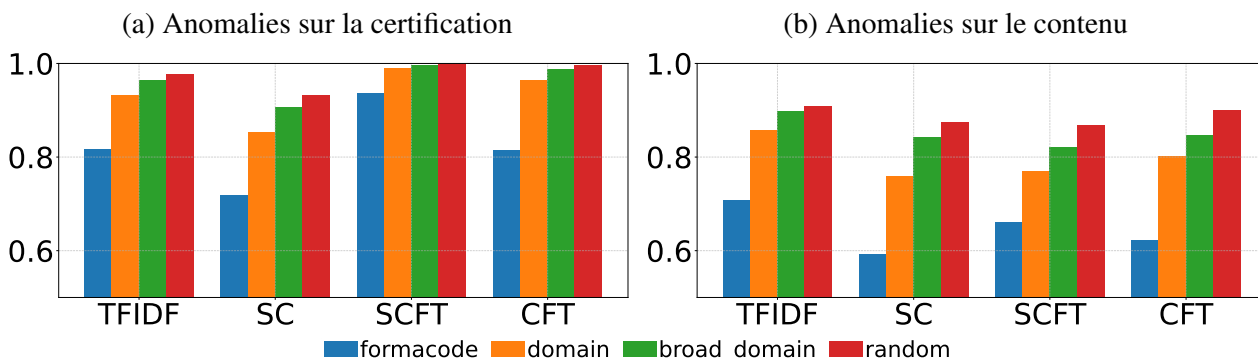 (a) Anomalies sur la certification
(b) Anomalies sur le contenu
1.0
0.8
0.6
TFIDF SC SCFT CFT
1.0
0.8
0.6
TFIDF SC SCFT CFT
formacode domain broad_domain random